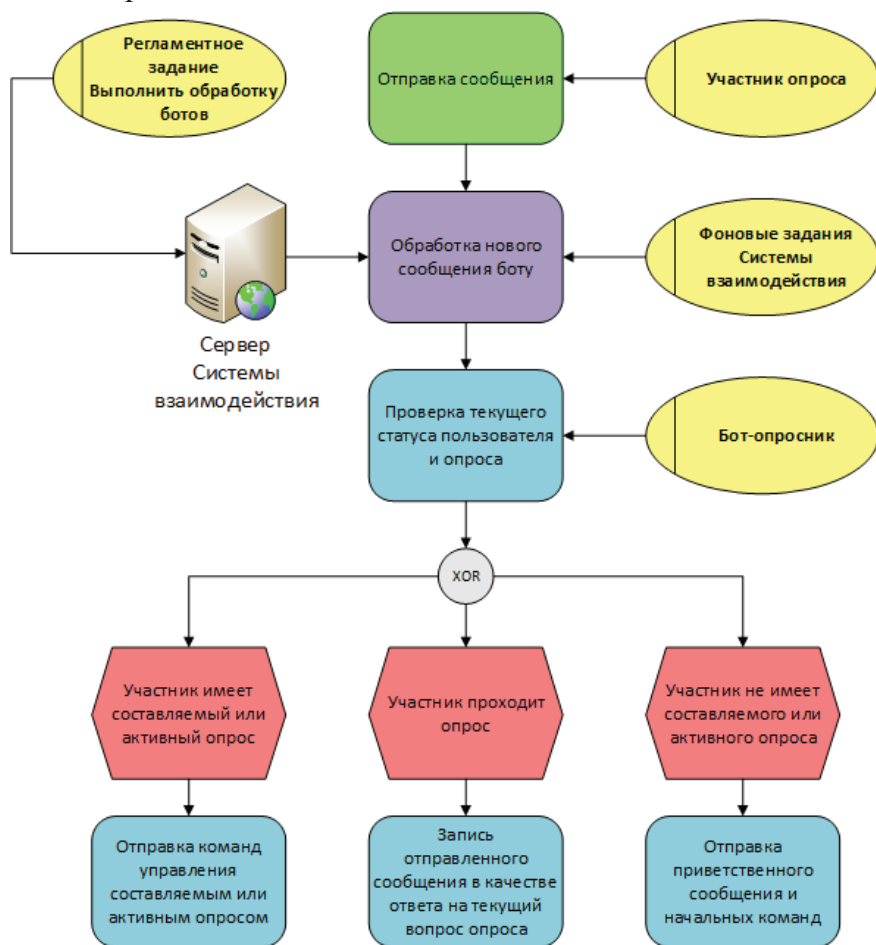 Регламентное
задание
Выполнить обработку
ботов
Отправка сообщения
Участник опроса
Обработка нового
сообщения боту
Фоновые задания
Системы
взаимодействия
Сервер
Системы
взаимодействия
Проверка текущего
статуса пользователя
и опроса
Бот-опросник
XOR
Участник имеет
составляемый или
активный опрос
Участник проходит
опрос
Участник не имеет
составляемого или
активного опроса
Отправка команд
управления
составляемым или
активным опросом
Запись
отправленного
сообщения в качестве
ответа на текущий
вопрос опроса
Отправка
приветственного
сообщения и
начальных команд